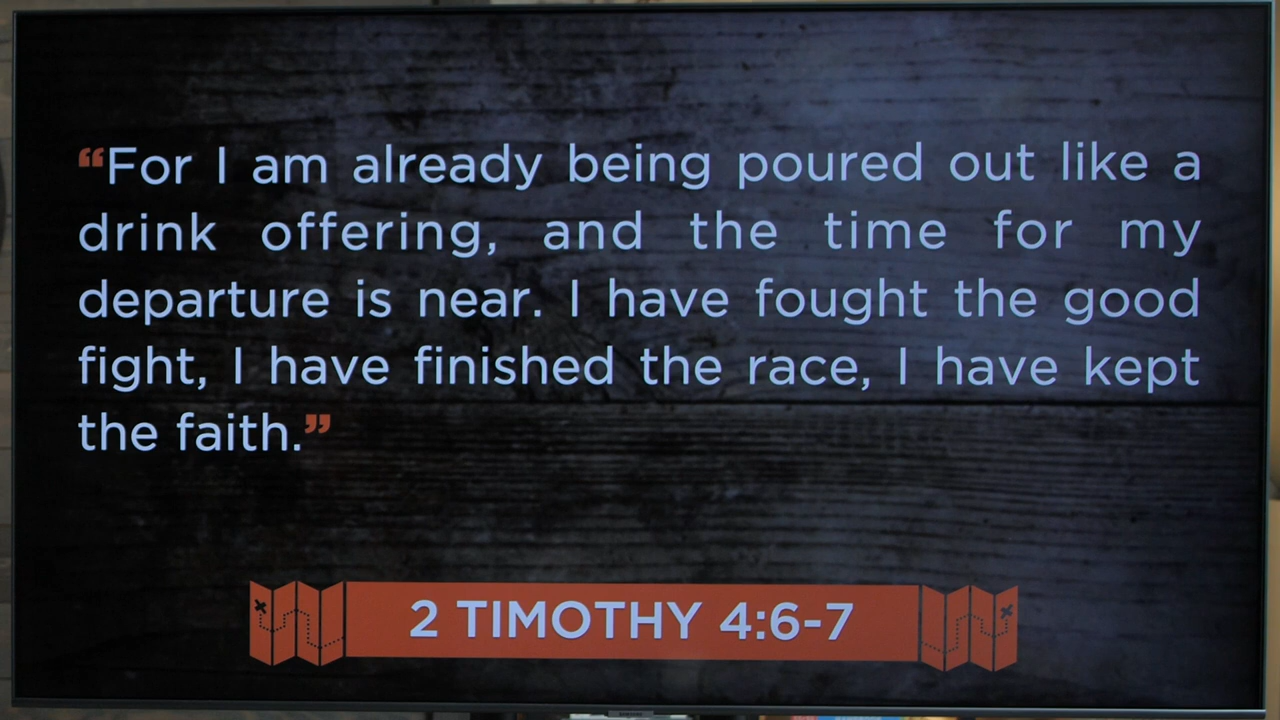 “For I am already being poured out like a
drink offering, and the time for my
departure is near. I have fought the good
fight, I have finished the race, I have kept
the faith.”
2 TIMOTHY 4:6-7